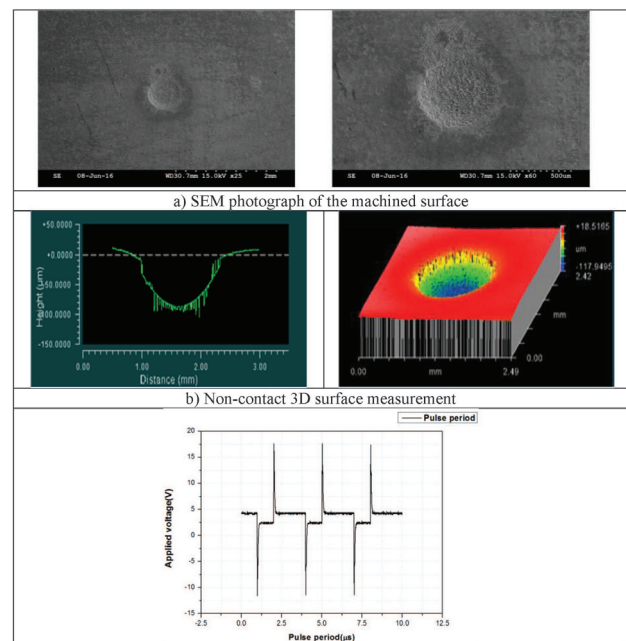 SE 08-Jun-16 WD30.7mm 15.0kV x25 2mm
SE 08-Jun-16 WD30.7mm 15.0kV x60 500um
a) SEM photograph of the machined surface
+50.0000
+0.0000
-50.0000
-100.0000
-150.0000
Height (µm)
0.00 1.00 2.00 3.00
Distance (mm)
+18.5165
um
-117.9495
2.42
mm
0.00
0.00 mm 2.49
b) Non-contact 3D surface measurement
Pulse period
20
15
10
5
0
-5
-10
-15
Applied voltage(V)
-2.5 0.0 2.5 5.0 7.5 10.0 12.5
Pulse period(µs)